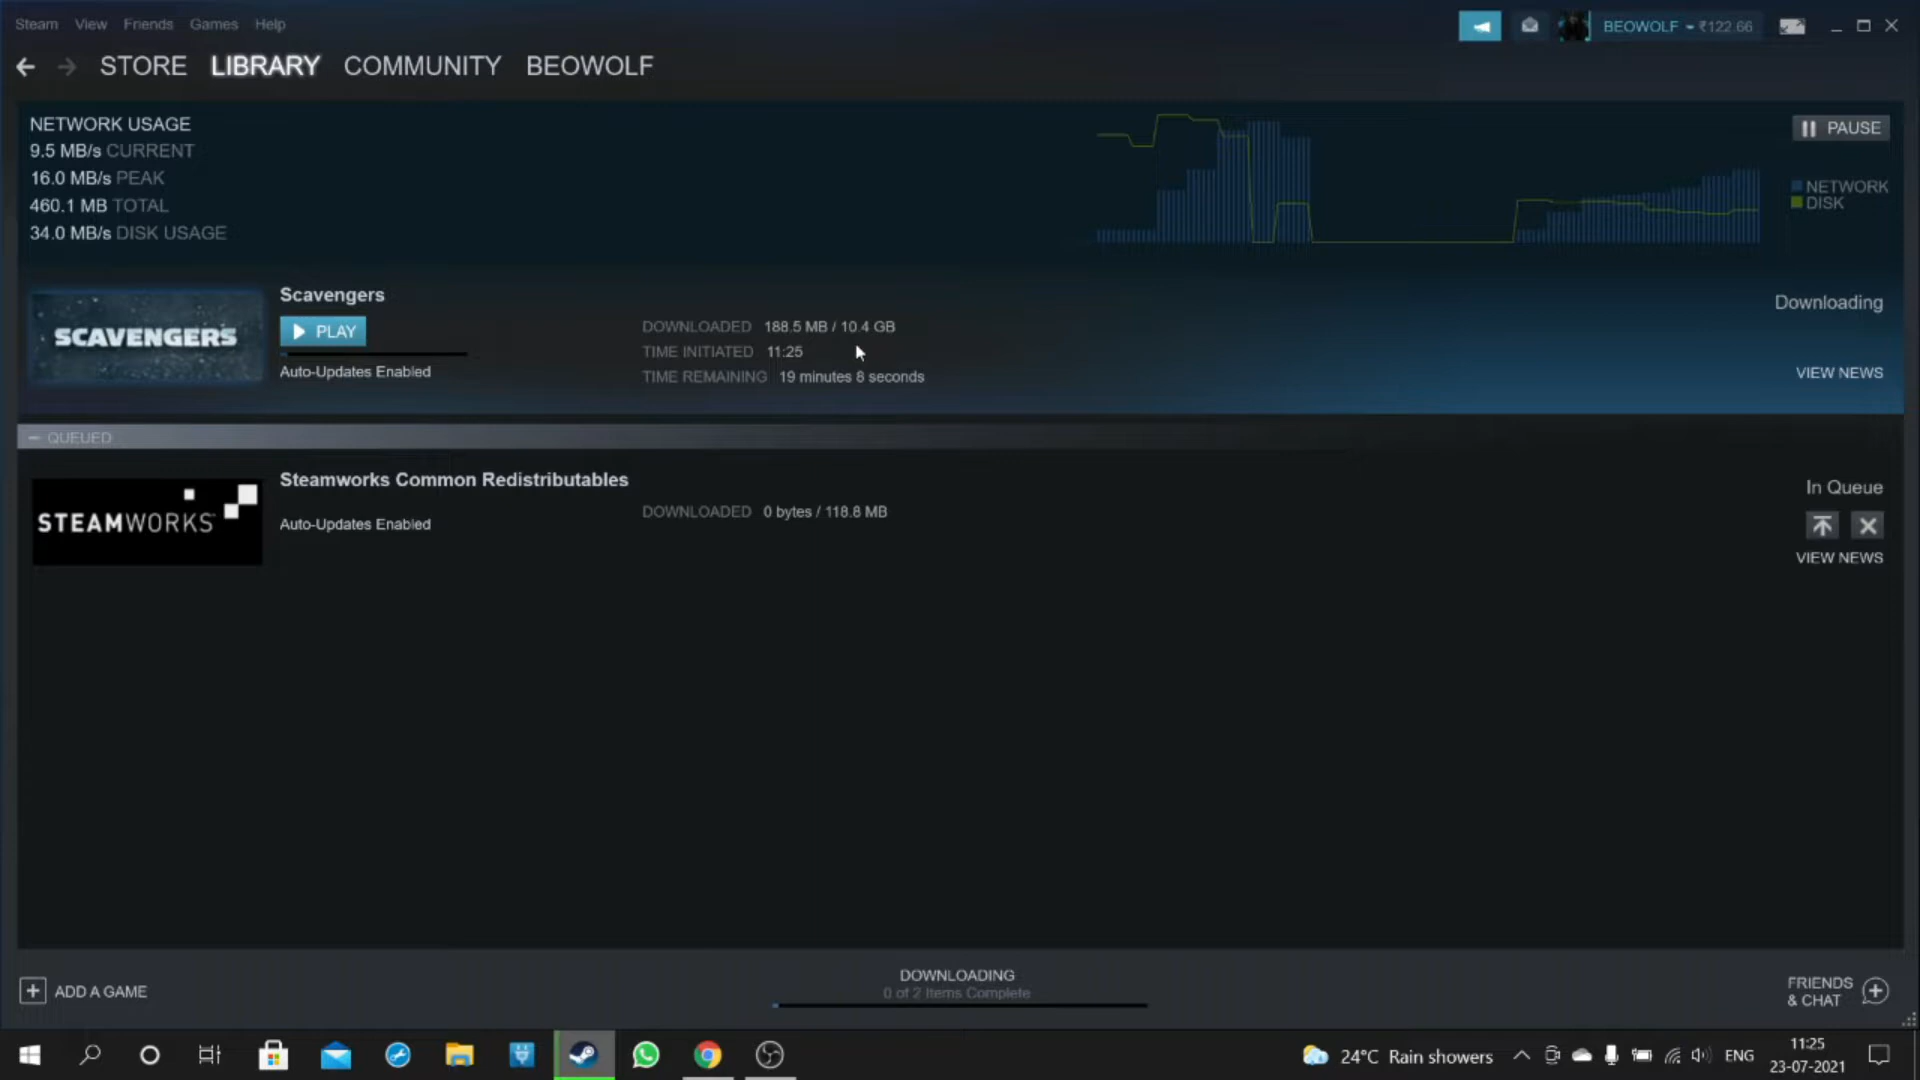 Steam View Friends Games Help
BEOWOLF ₹122.66
STORE LIBRARY COMMUNITY BEOWOLF
NETWORK USAGE
9.5 MB/s CURRENT
16.0 MB/s PEAK
460.1 MB TOTAL
34.0 MB/s DISK USAGE
PAUSE
NETWORK
DISK
SCAVENGERS
Scavengers
PLAY
Auto-Updates Enabled
DOWNLOADED 188.5 MB / 10.4 GB
TIME INITIATED 11:25
TIME REMAINING 19 minutes 8 seconds
Downloading
VIEW NEWS
— QUEUED
STEAMWORKS
Steamworks Common Redistributables
Auto-Updates Enabled
DOWNLOADED 0 bytes / 118.8 MB
In Queue
VIEW NEWS
+ ADD A GAME
DOWNLOADING
0 of 2 Items Complete
FRIENDS
& CHAT
24°C Rain showers
ENG
11:25
23-07-2021